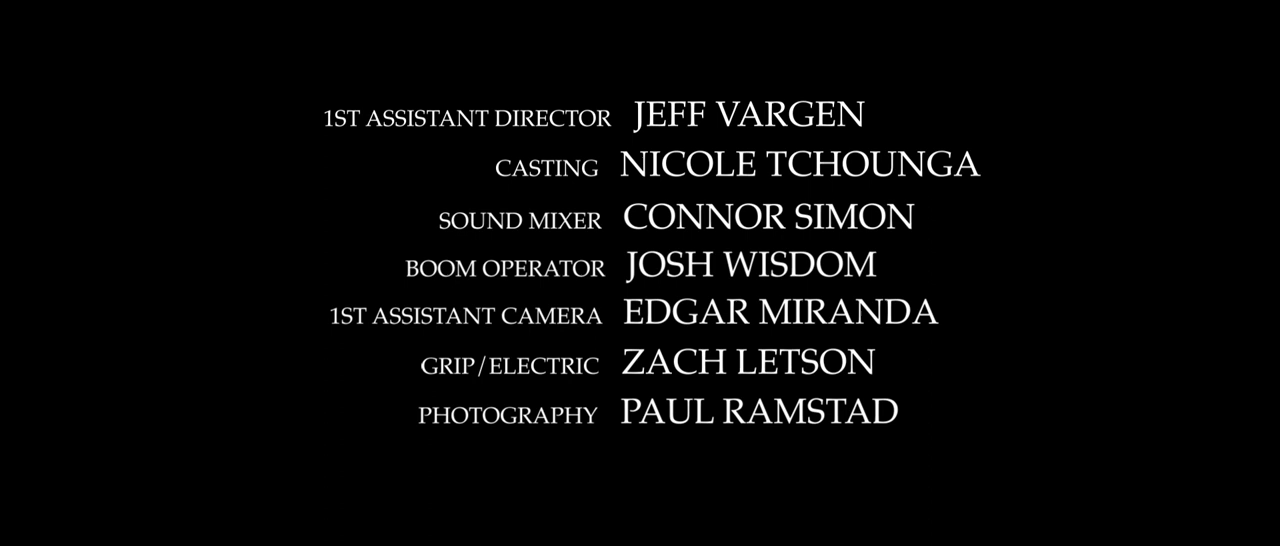 1ST ASSISTANT DIRECTOR JEFF VARGEN
CASTING NICOLE TCHOUNGA
SOUND MIXER CONNOR SIMON
BOOM OPERATOR JOSH WISDOM
1ST ASSISTANT CAMERA EDGAR MIRANDA
GRIP/ELECTRIC ZACH LETSON
PHOTOGRAPHY PAUL RAMSTAD